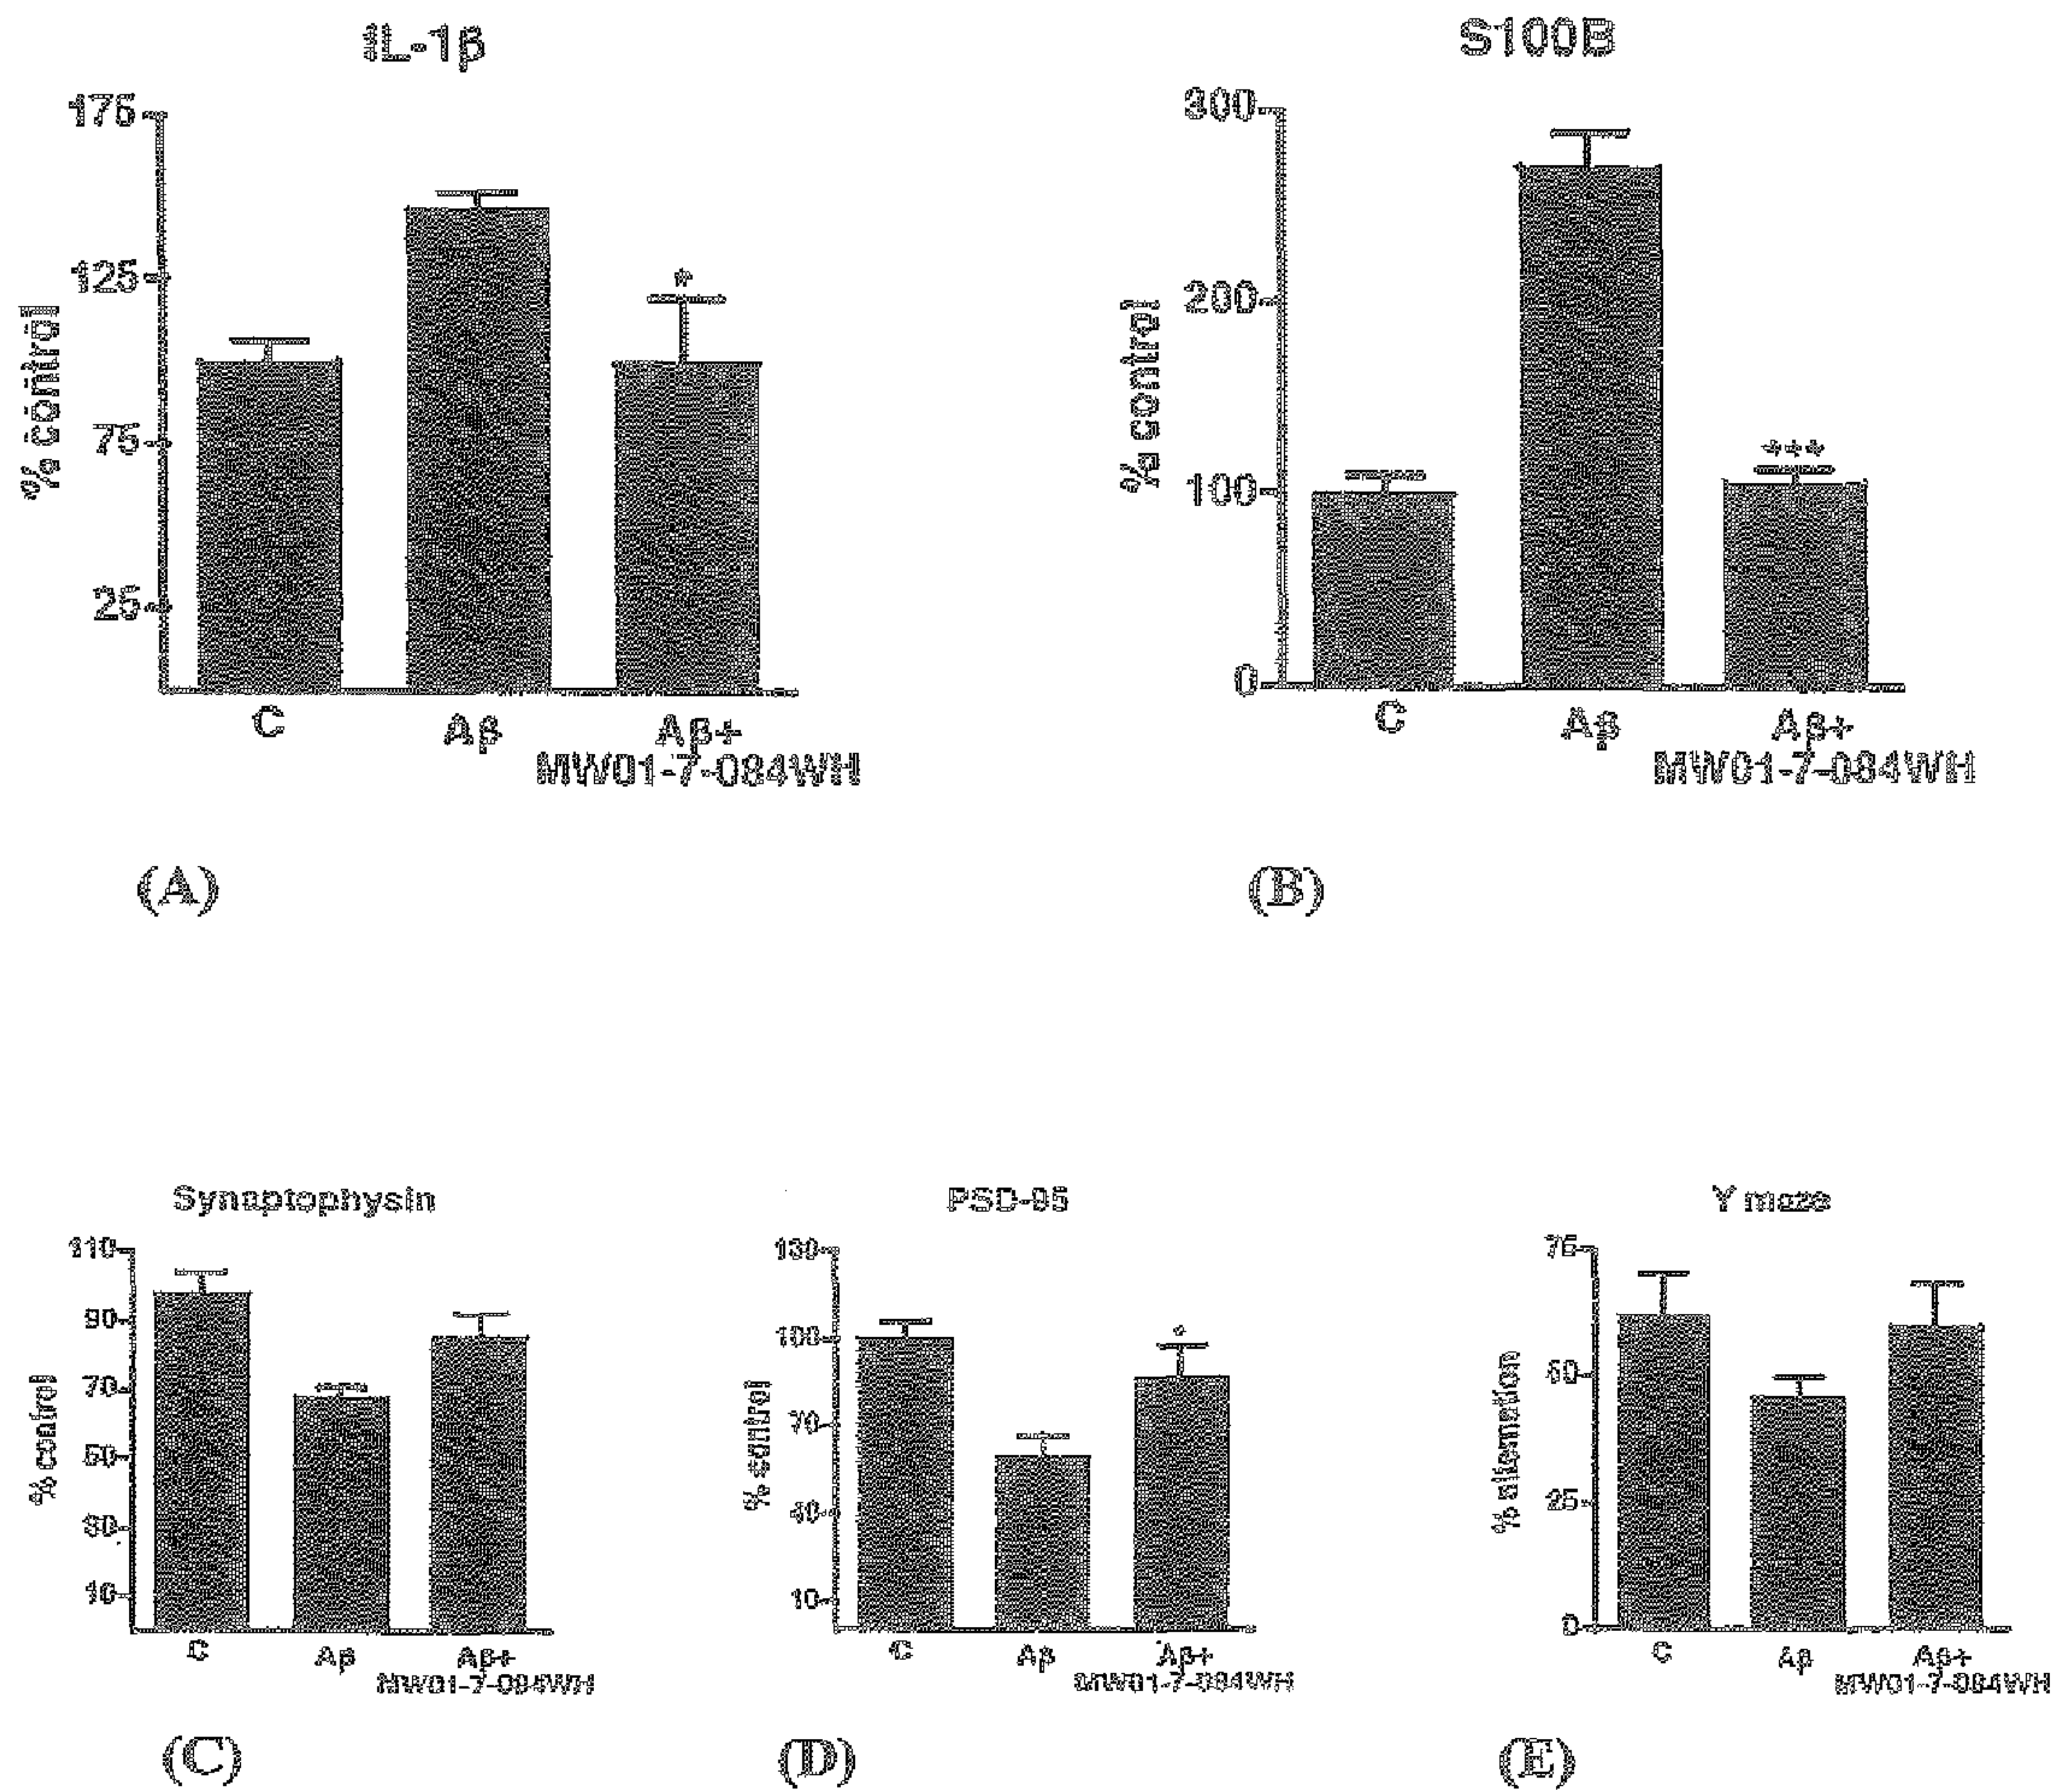 IL-1β
175
125
75
25
% control
C
Aβ
Aβ+
MW01-7-084WH
*
(A)
S100B
300
200
100
0
% control
C
Aβ
Aβ+
MW01-7-084WH
***
(B)
Synaptophysin
110
90
70
50
30
10
% control
C
Aβ
Aβ+
MW01-7-084WH
(C)
PSD-95
130
100
70
40
10
% control
C
Aβ
Aβ+
MW01-7-084WH
*
(D)
Y maze
75
50
25
0
% alternation
C
Aβ
Aβ+
MW01-7-084WH
(E)